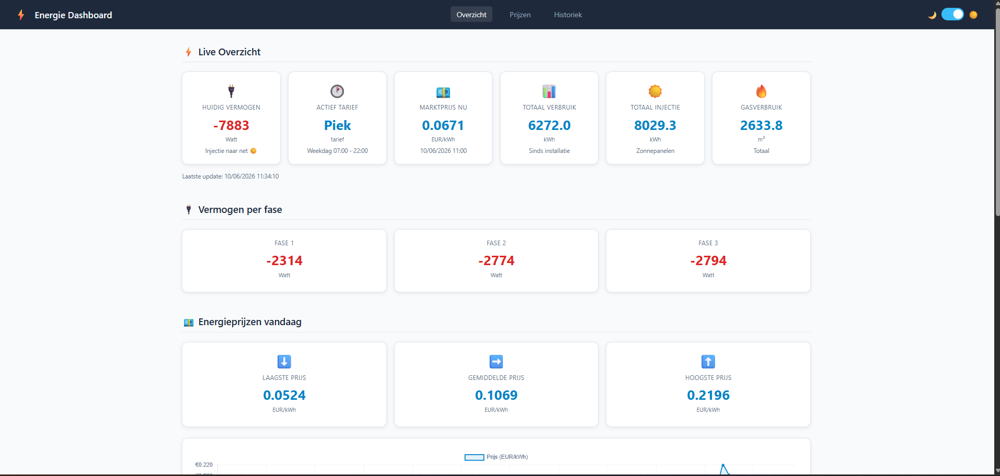 Energie Dashboard
Overzicht
Prijzen
Historiek
Live Overzicht
HUIDIG VERMOGEN
-7883
Watt
Injectie naar net
ACTIEF TARIEF
Piek
tarief
Weekdag 07:00 - 22:00
MARKTPRIJS NU
0.0671
EUR/kWh
10/06/2026 11:00
TOTAAL VERBRUIK
6272.0
kWh
Sinds installatie
TOTAAL INJECTIE
8029.3
kWh
Zonnepanelen
GASVERBRUIK
2633.8
m³
Totaal
Laatste update: 10/06/2026 11:34:10
Vermogen per fase
FASE 1
-2314
Watt
FASE 2
-2774
Watt
FASE 3
-2794
Watt
Energieprijzen vandaag
LAAGSTE PRIJS
0.0524
EUR/kWh
GEMIDDELDE PRIJS
0.1069
EUR/kWh
HOOGSTE PRIJS
0.2196
EUR/kWh
Prijs (EUR/kWh)
€0.220